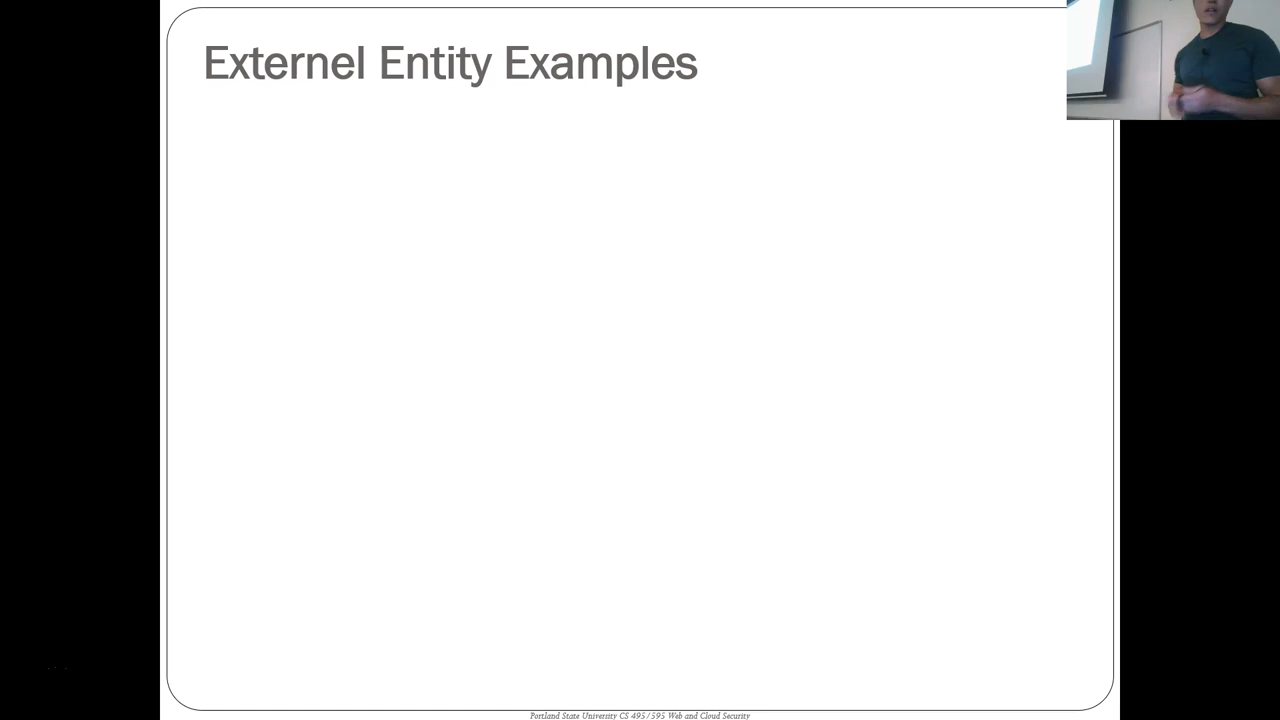 Externel Entity Examples
Portland State University CS 495/595 Web and Cloud Security